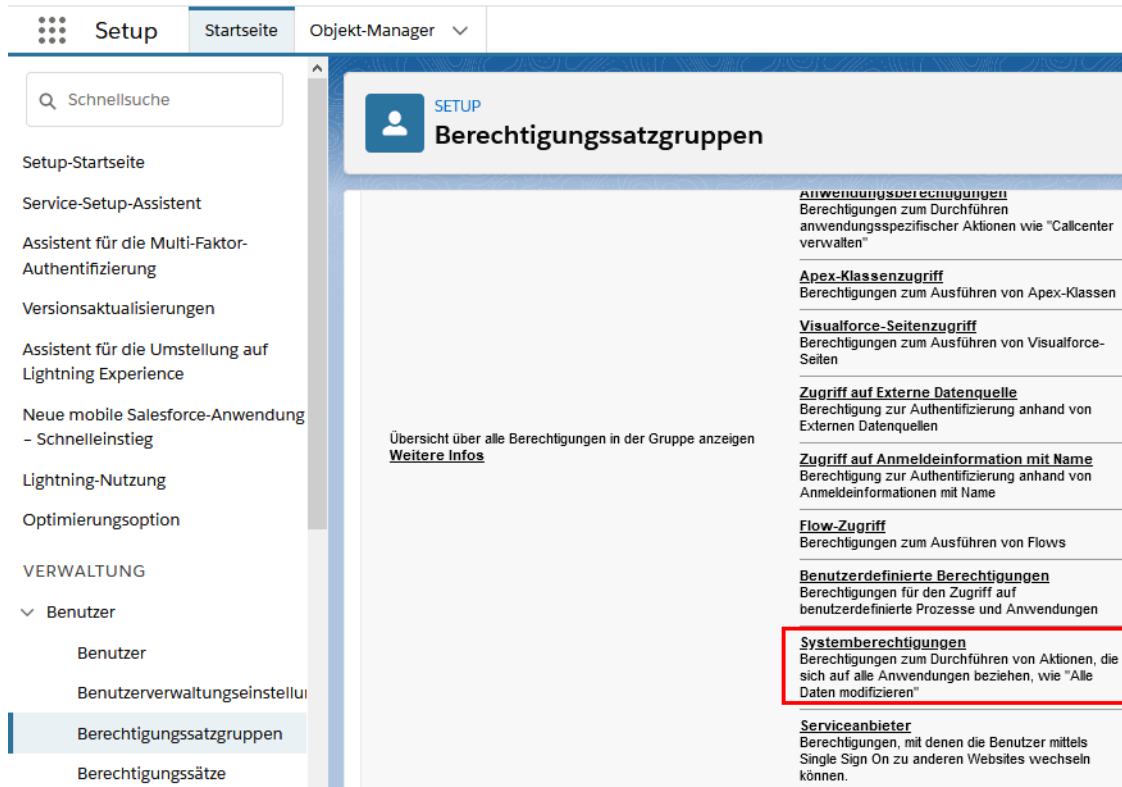 Setup
Startseite
Objekt-Manager
Schnellsuche
Setup-Startseite
Service-Setup-Assistent
Assistent für die Multi-Faktor-
Authentifizierung
Versionsaktualisierungen
Assistent für die Umstellung auf
Lightning Experience
Neue mobile Salesforce-Anwendung
– Schnelleinstieg
Lightning-Nutzung
Optimierungsoption
VERWALTUNG
Benutzer
Benutzer
Benutzerverwaltungseinstellu
Berechtigungssatzgruppen
Berechtigungssätze
SETUP
Berechtigungssatzgruppen
Übersicht über alle Berechtigungen in der Gruppe anzeigen
Weitere Infos
Anwendungsberechtigungen
Berechtigungen zum Durchführen
anwendungsspezifischer Aktionen wie "Callcenter
verwalten"
Apex-Klassenzugriff
Berechtigungen zum Ausführen von Apex-Klassen
Visualforce-Seitenzugriff
Berechtigungen zum Ausführen von Visualforce-
Seiten
Zugriff auf Externe Datenquelle
Berechtigung zur Authentifizierung anhand von
Externen Datenquellen
Zugriff auf Anmeldeinformation mit Name
Berechtigung zur Authentifizierung anhand von
Anmeldeinformationen mit Name
Flow-Zugriff
Berechtigungen zum Ausführen von Flows
Benutzerdefinierte Berechtigungen
Berechtigungen für den Zugriff auf
benutzerdefinierte Prozesse und Anwendungen
Systemberechtigungen
Berechtigungen zum Durchführen von Aktionen, die
sich auf alle Anwendungen beziehen, wie "Alle
Daten modifizieren"
Serviceanbieter
Berechtigungen, mit denen die Benutzer mittels
Single Sign On zu anderen Websites wechseln
können.